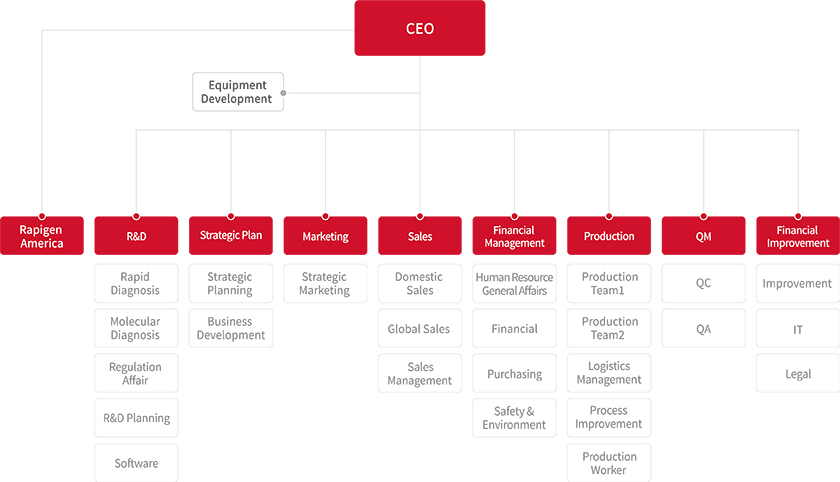 CEO
Equipment
Development
Rapigen
America
R&D
Strategic Plan
Marketing
Sales
Financial
Management
Production
QM
Financial
Improvement
Rapid
Diagnosis
Molecular
Diagnosis
Regulation
Affair
R&D Planning
Software
Strategic
Planning
Business
Development
Strategic
Marketing
Domestic
Sales
Global Sales
Sales
Management
Human Resource
General Affairs
Financial
Purchasing
Safety &
Environment
Production
Team1
Production
Team2
Logistics
Management
Process
Improvement
Production
Worker
QC
QA
Improvement
IT
Legal